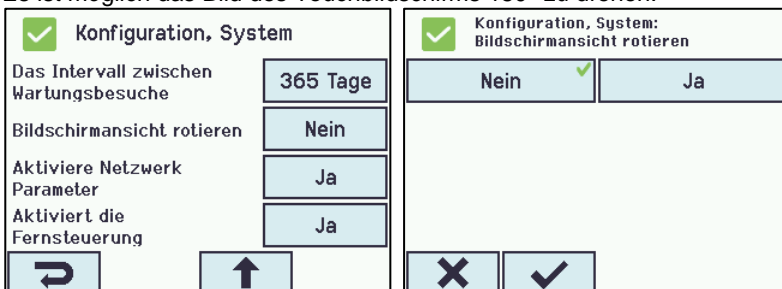 Es ist möglich das Bild des Touchbildschirms 180° zu drehen.
Konfiguration, System
Das Intervall zwischen
Wartungsbesuche
365 Tage
Bildschirmansicht rotieren
Nein
Aktiviere Netzwerk
Parameter
Ja
Aktiviert die
Fernsteuerung
Ja
Konfiguration, System:
Bildschirmansicht rotieren
Nein
Ja